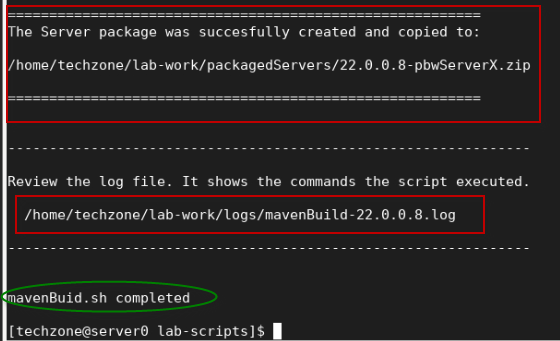 =========================================================
The Server package was succesfully created and copied to:
/home/techzone/lab-work/packagedServers/22.0.0.8-pbwServerX.zip
=========================================================
---------------------------------------------------------------
Review the log file. It shows the commands the script executed.
/home/techzone/lab-work/logs/mavenBuild-22.0.0.8.log
---------------------------------------------------------------
mavenBuid.sh completed
[techzone@server0 lab-scripts]$